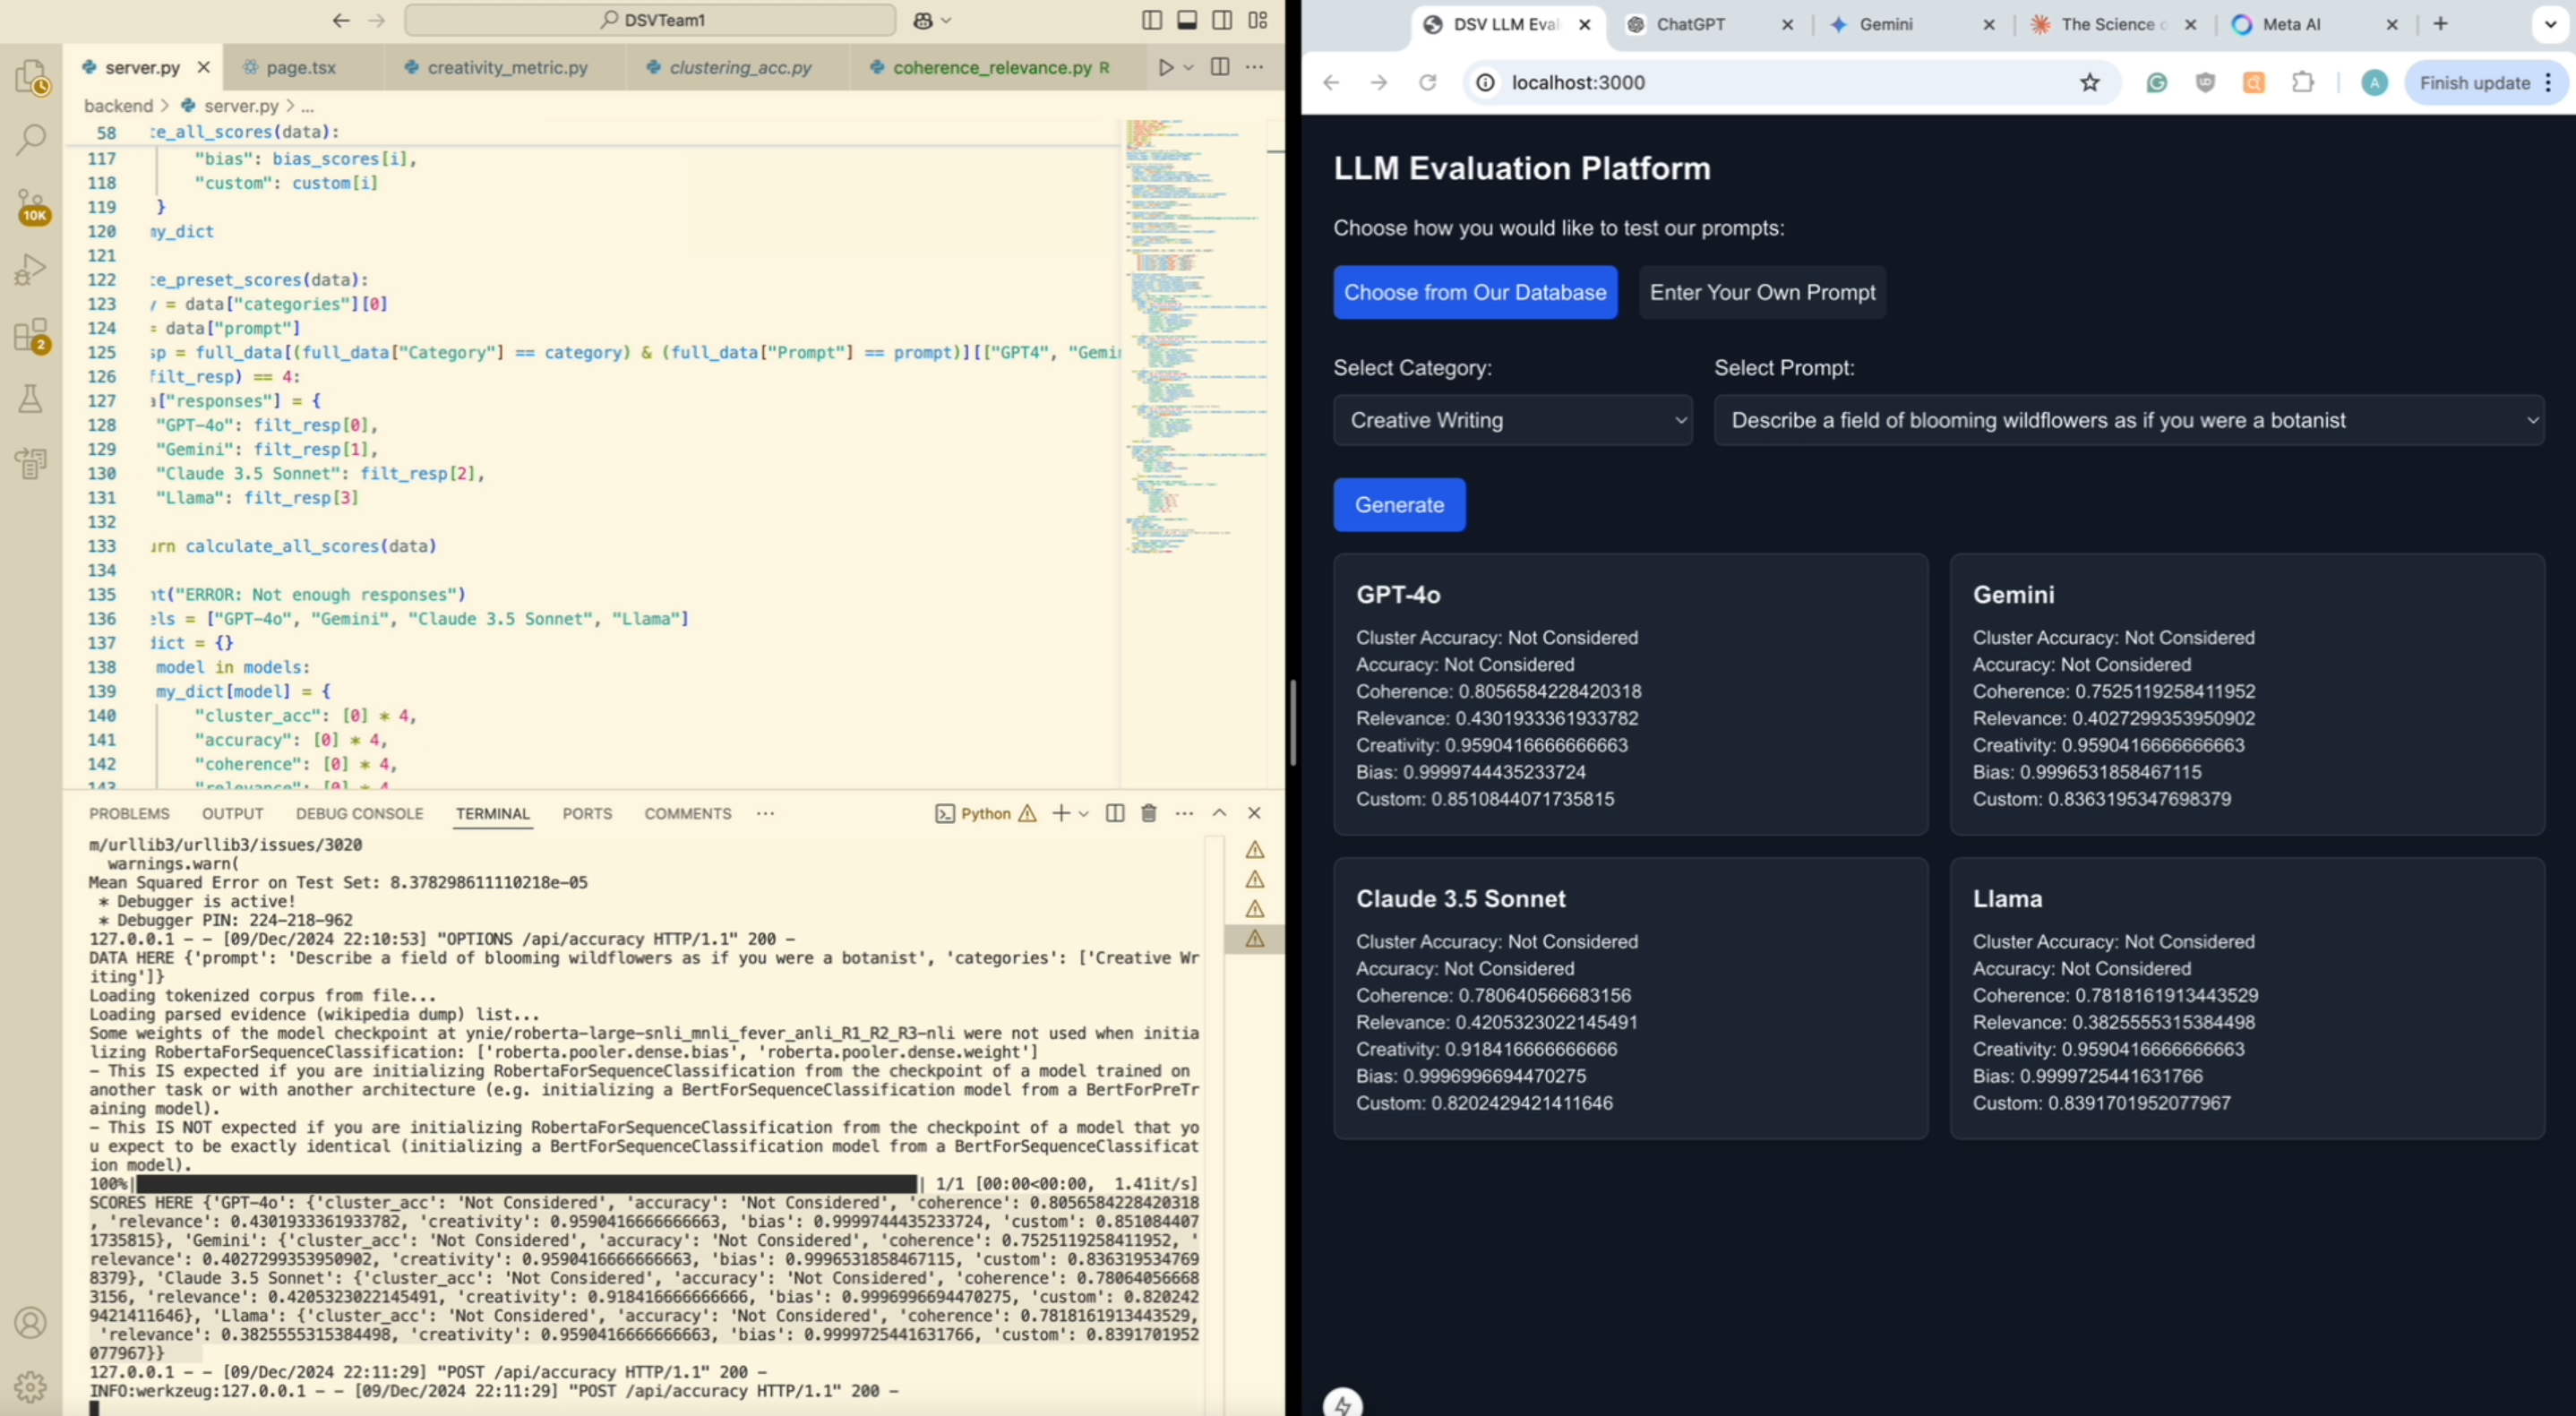 DSVTeam1
server.py
page.tsx
creativity_metric.py
clustering_acc.py
coherence_relevance.py R
backend > server.py > ...
10K
2
58 te_all_scores(data):
117 "bias": bias_scores[i],
118 "custom": custom[i]
119 }
120 my_dict
121
122 te_preset_scores(data):
123 y = data["categories"][0]
124 = data["prompt"]
125 sp = full_data[(full_data["Category"] == category) & (full_data["Prompt"] == prompt)][["GPT4", "Gemin
126 filt_resp) == 4:
127 a["responses"] = {
128 "GPT-4o": filt_resp[0],
129 "Gemini": filt_resp[1],
130 "Claude 3.5 Sonnet": filt_resp[2],
131 "Llama": filt_resp[3]
132
133 urn calculate_all_scores(data)
134
135 nt("ERROR: Not enough responses")
136 els = ["GPT-4o", "Gemini", "Claude 3.5 Sonnet", "Llama"]
137 dict = {}
138 model in models:
139 my_dict[model] = {
140 "cluster_acc": [0] * 4,
141 "accuracy": [0] * 4,
142 "coherence": [0] * 4,
143 "relevance": [0] * 4
PROBLEMS OUTPUT DEBUG CONSOLE TERMINAL PORTS COMMENTS ... Python
m/urllib3/urllib3/issues/3020
warnings.warn(
Mean Squared Error on Test Set: 8.378298611110218e-05
* Debugger is active!
* Debugger PIN: 224-218-962
127.0.0.1 - - [09/Dec/2024 22:10:53] "OPTIONS /api/accuracy HTTP/1.1" 200 -
DATA HERE {'prompt': 'Describe a field of blooming wildflowers as if you were a botanist', 'categories': ['Creative Wr
iting']}
Loading tokenized corpus from file...
Loading parsed evidence (wikipedia dump) list...
Some weights of the model checkpoint at ynie/roberta-large-snli_mnli_fever_anli_R1_R2_R3-nli were not used when initia
lizing RobertaForSequenceClassification: ['roberta.pooler.dense.bias', 'roberta.pooler.dense.weight']
- This IS expected if you are initializing RobertaForSequenceClassification from the checkpoint of a model trained on
another task or with another architecture (e.g. initializing a BertForSequenceClassification model from a BertForPreTr
aining model).
- This IS NOT expected if you are initializing RobertaForSequenceClassification from the checkpoint of a model that yo
u expect to be exactly identical (initializing a BertForSequenceClassification model from a BertForSequenceClassificat
ion model).
100%| | 1/1 [00:00<00:00, 1.41it/s]
SCORES HERE {'GPT-4o': {'cluster_acc': 'Not Considered', 'accuracy': 'Not Considered', 'coherence': 0.8056584228420318
, 'relevance': 0.4301933361933782, 'creativity': 0.9590416666666663, 'bias': 0.9999744435233724, 'custom': 0.851084407
1735815}, 'Gemini': {'cluster_acc': 'Not Considered', 'accuracy': 'Not Considered', 'coherence': 0.7525119258411952, '
relevance': 0.4027299353950902, 'creativity': 0.9590416666666663, 'bias': 0.9996531858467115, 'custom': 0.836319534769
8379}, 'Claude 3.5 Sonnet': {'cluster_acc': 'Not Considered', 'accuracy': 'Not Considered', 'coherence': 0.78064056668
3156, 'relevance': 0.4205323022145491, 'creativity': 0.918416666666666, 'bias': 0.9996996694470275, 'custom': 0.820242
9421411646}, 'Llama': {'cluster_acc': 'Not Considered', 'accuracy': 'Not Considered', 'coherence': 0.7818161913443529,
'relevance': 0.3825555315384498, 'creativity': 0.9590416666666663, 'bias': 0.9999725441631766, 'custom': 0.8391701952
077967}}
127.0.0.1 - - [09/Dec/2024 22:11:29] "POST /api/accuracy HTTP/1.1" 200 -
INFO:werkzeug:127.0.0.1 - - [09/Dec/2024 22:11:29] "POST /api/accuracy HTTP/1.1" 200 -
DSV LLM Eval
ChatGPT
Gemini
The Science o
Meta AI
localhost:3000
A
Finish update
LLM Evaluation Platform
Choose how you would like to test our prompts:
Choose from Our Database
Enter Your Own Prompt
Select Category:
Select Prompt:
Creative Writing
Describe a field of blooming wildflowers as if you were a botanist
Generate
GPT-4o
Cluster Accuracy: Not Considered
Accuracy: Not Considered
Coherence: 0.8056584228420318
Relevance: 0.4301933361933782
Creativity: 0.9590416666666663
Bias: 0.9999744435233724
Custom: 0.8510844071735815
Gemini
Cluster Accuracy: Not Considered
Accuracy: Not Considered
Coherence: 0.7525119258411952
Relevance: 0.4027299353950902
Creativity: 0.9590416666666663
Bias: 0.9996531858467115
Custom: 0.8363195347698379
Claude 3.5 Sonnet
Cluster Accuracy: Not Considered
Accuracy: Not Considered
Coherence: 0.780640566683156
Relevance: 0.4205323022145491
Creativity: 0.918416666666666
Bias: 0.9996996694470275
Custom: 0.8202429421411646
Llama
Cluster Accuracy: Not Considered
Accuracy: Not Considered
Coherence: 0.7818161913443529
Relevance: 0.3825555315384498
Creativity: 0.9590416666666663
Bias: 0.9999725441631766
Custom: 0.8391701952077967